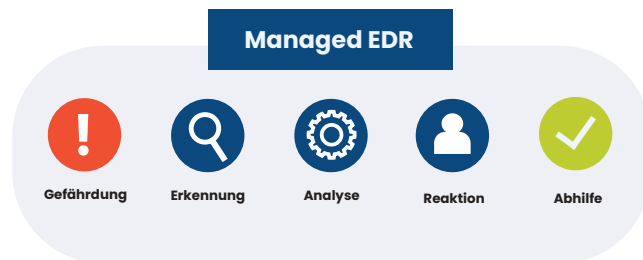 Managed EDR
Gefährdung
Erkennung
Analyse
Reaktion
Abhilfe